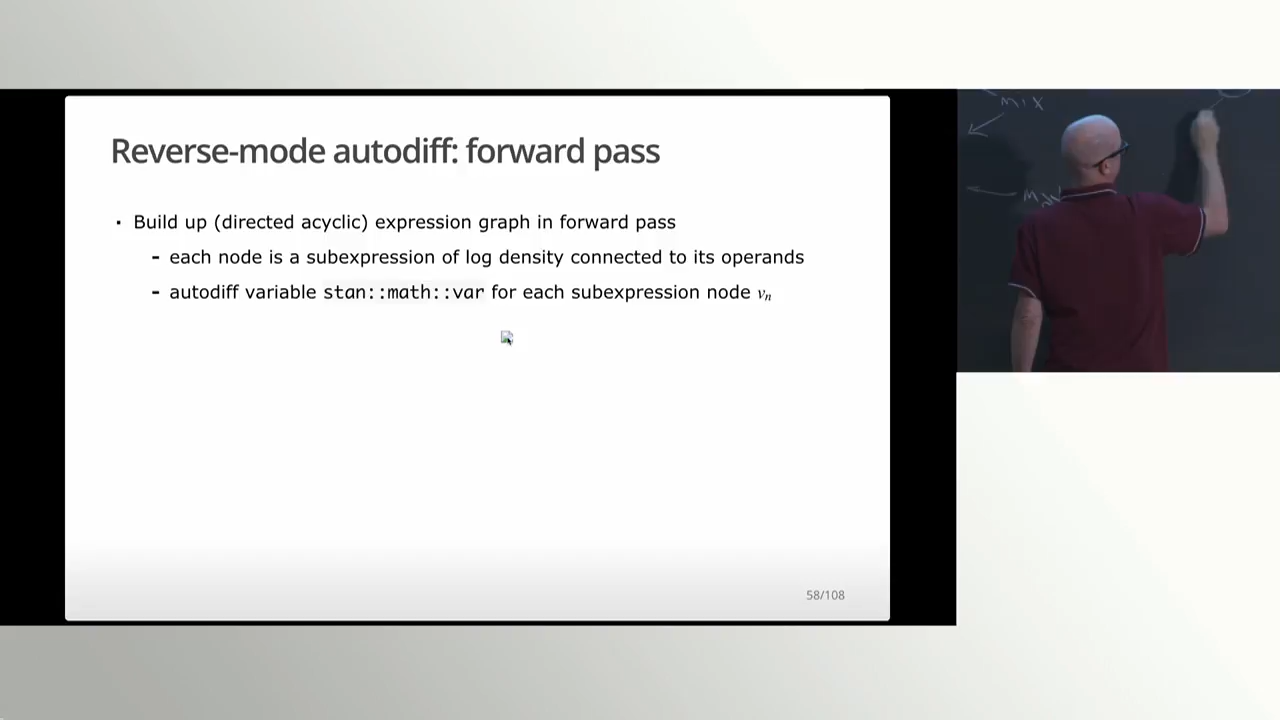 Reverse-mode autodiff: forward pass
· Build up (directed acyclic) expression graph in forward pass
- each node is a subexpression of log density connected to its operands
- autodiff variable stan::math::var for each subexpression node vₙ
58/108
mix